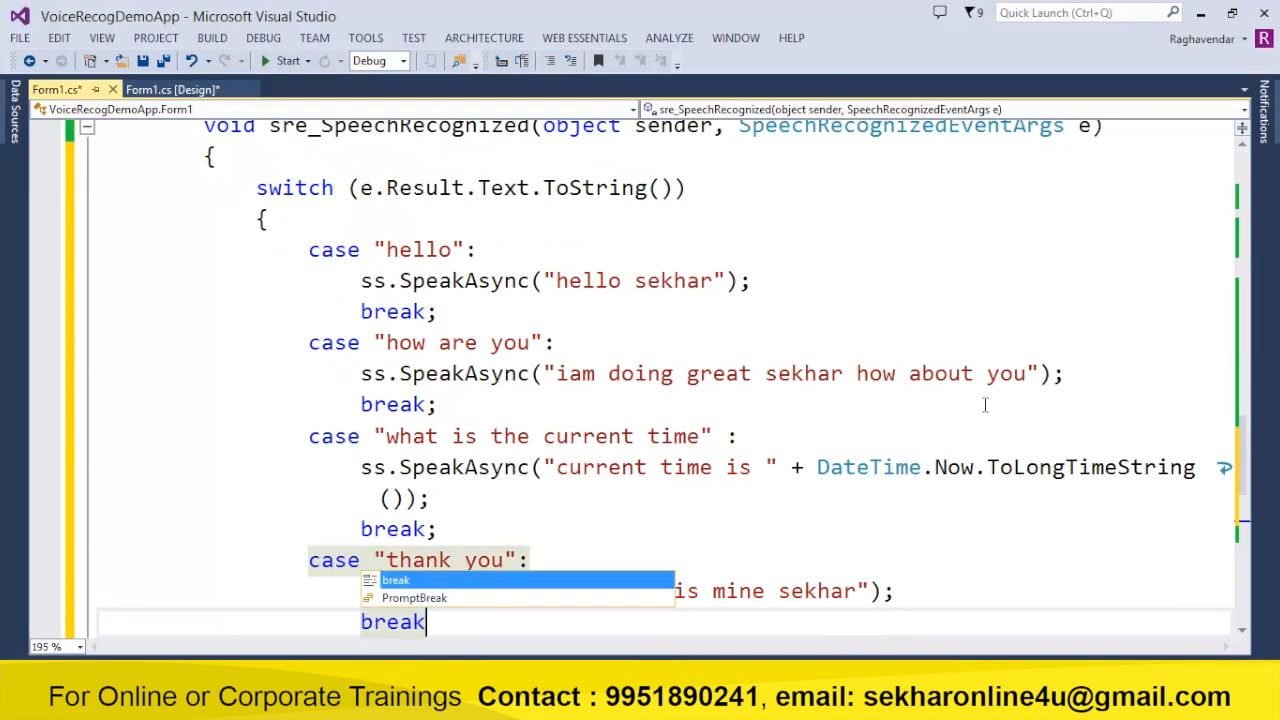 VoiceRecogDemoApp - Microsoft Visual Studio
9
Quick Launch (Ctrl+Q)
FILE EDIT VIEW PROJECT BUILD DEBUG TEAM TOOLS TEST ARCHITECTURE WEB ESSENTIALS ANALYZE WINDOW HELP
Raghavendar R
Start Debug
Data Sources
Notifications
Form1.cs* Form1.cs [Design]*
VoiceRecogDemoApp.Form1 sre_SpeechRecognized(object sender, SpeechRecognizedEventArgs e)
void sre_SpeechRecognized(object sender, SpeechRecognizedEventArgs e)
{
switch (e.Result.Text.ToString())
{
case "hello":
ss.SpeakAsync("hello sekhar");
break;
case "how are you":
ss.SpeakAsync("iam doing great sekhar how about you");
break;
case "what is the current time" :
ss.SpeakAsync("current time is " + DateTime.Now.ToLongTimeString
());
break;
case "thank you":
break
PromptBreak
is mine sekhar");
break
195 %
For Online or Corporate Trainings Contact : 9951890241, email: sekharonline4u@gmail.com